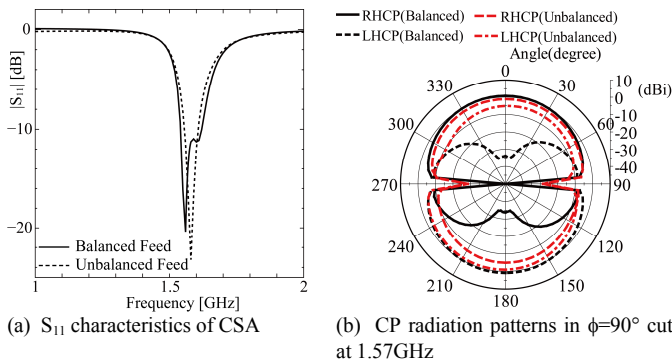 0
−10
−20
|S11| [dB]
Balanced Feed
Unbalanced Feed
1
1.5
2
Frequency [GHz]
(a) S11 characteristics of CSA
RHCP(Balanced)
RHCP(Unbalanced)
LHCP(Balanced)
LHCP(Unbalanced)
Angle(degree)
0
30
60
90
120
150
180
210
240
270
300
330
10
(dBi)
0
-10
-20
-30
-40
(b) CP radiation patterns in ϕ=90° cut
at 1.57GHz